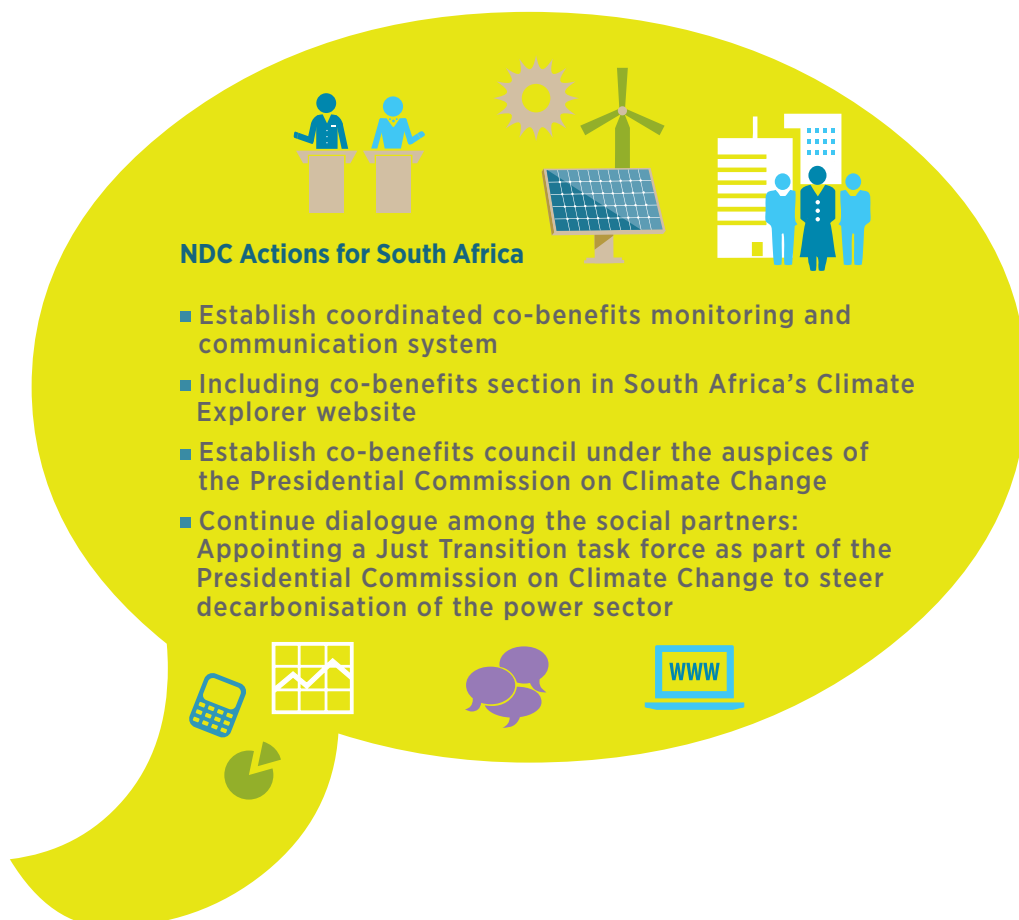 NDC Actions for South Africa
Establish coordinated co-benefits monitoring and
communication system
Including co-benefits section in South Africa’s Climate
Explorer website
Establish co-benefits council under the auspices of
the Presidential Commission on Climate Change
Continue dialogue among the social partners:
Appointing a Just Transition task force as part of the
Presidential Commission on Climate Change to steer
decarbonisation of the power sector
WWW